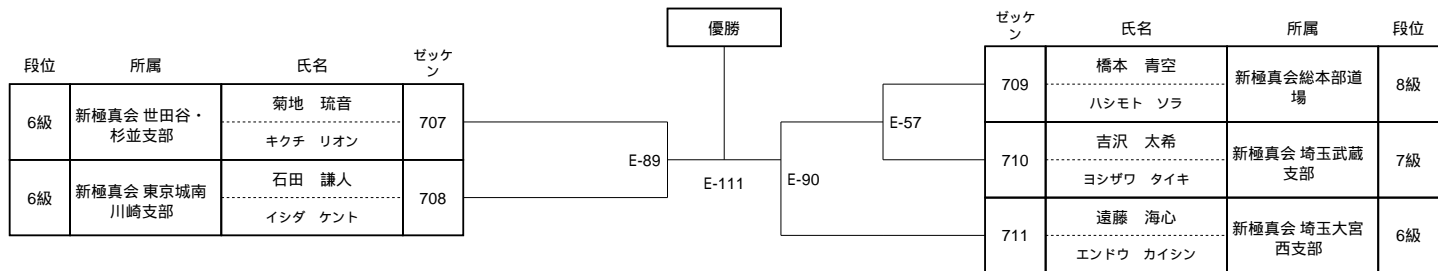 優勝
段位 所属 氏名 ゼッケン
6級 新極真会 世田谷・杉並支部 菊地 琉音 707
キクチ リオン
6級 新極真会 東京城南川崎支部 石田 謙人 708
イシダ ケント
E-89
E-111
E-90
E-57
ゼッケン 氏名 所属 段位
709 橋本 青空 新極真会総本部道場 8級
ハシモト ソラ
710 吉沢 太希 新極真会 埼玉武蔵支部 7級
ヨシザワ タイキ
711 遠藤 海心 新極真会 埼玉大宮西支部 6級
エンドウ カイシン